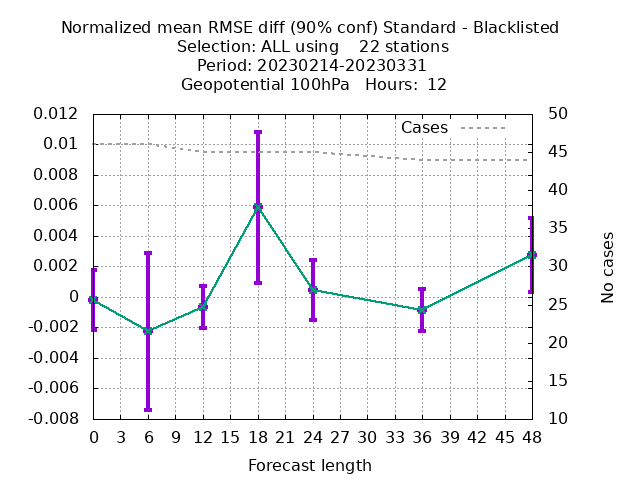 Normalized mean RMSE diff (90% conf) Standard - Blacklisted
Selection: ALL using    22 stations
Period: 20230214-20230331
Geopotential 100hPa   Hours:  12
Cases
0.012
0.01
0.008
0.006
0.004
0.002
0
-0.002
-0.004
-0.006
-0.008
50
45
40
35
30
25
20
15
10
No cases
0 3 6 9 12 15 18 21 24 27 30 33 36 39 42 45 48
Forecast length